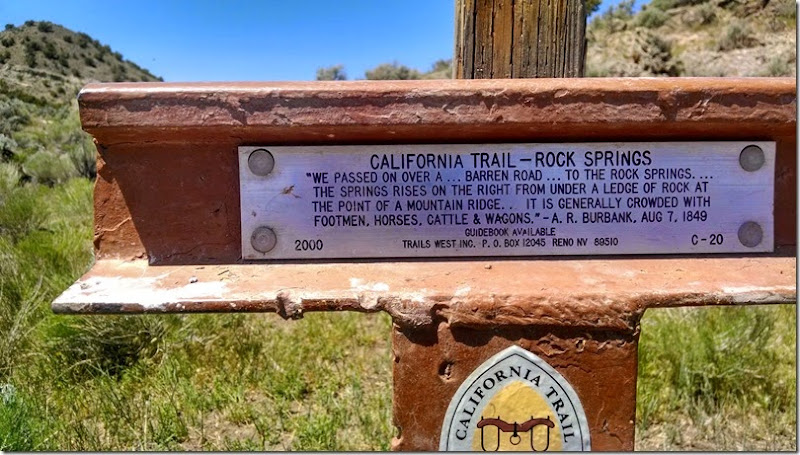 CALIFORNIA TRAIL – ROCK SPRINGS
"WE PASSED ON OVER A ... BARREN ROAD ... TO THE ROCK SPRINGS....
THE SPRINGS RISES ON THE RIGHT FROM UNDER A LEDGE OF ROCK AT
THE POINT OF A MOUNTAIN RIDGE. . IT IS GENERALLY CROWDED WITH
FOOTMEN, HORSES, CATTLE & WAGONS." – A. R. BURBANK, AUG 7, 1849
GUIDEBOOK AVAILABLE
2000 TRAILS WEST INC. P. O. BOX 12045 RENO NV 89510 C-20
CALIFORNIA TRAIL